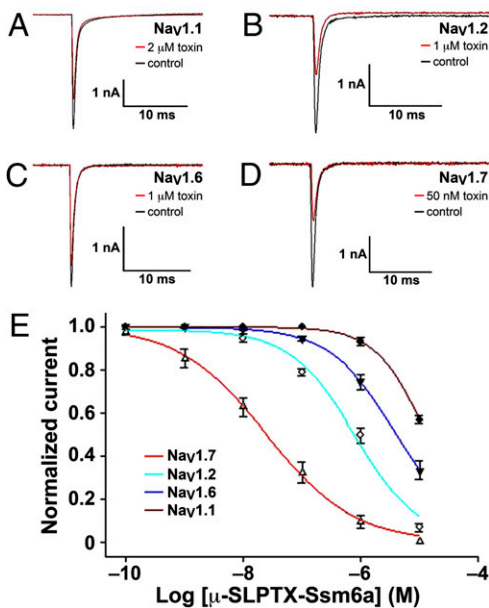 A
Nav1.1
2 µM toxin
control
1 nA
10 ms
B
Nav1.2
1 µM toxin
control
1 nA
10 ms
C
Nav1.6
1 µM toxin
control
1 nA
10 ms
D
Nav1.7
50 nM toxin
control
1 nA
10 ms
E
Normalized current
1.0
0.8
0.6
0.4
0.2
0
Nav1.7
Nav1.2
Nav1.6
Nav1.1
−10
−8
−6
−4
Log [µ-SLPTX-Ssm6a] (M)